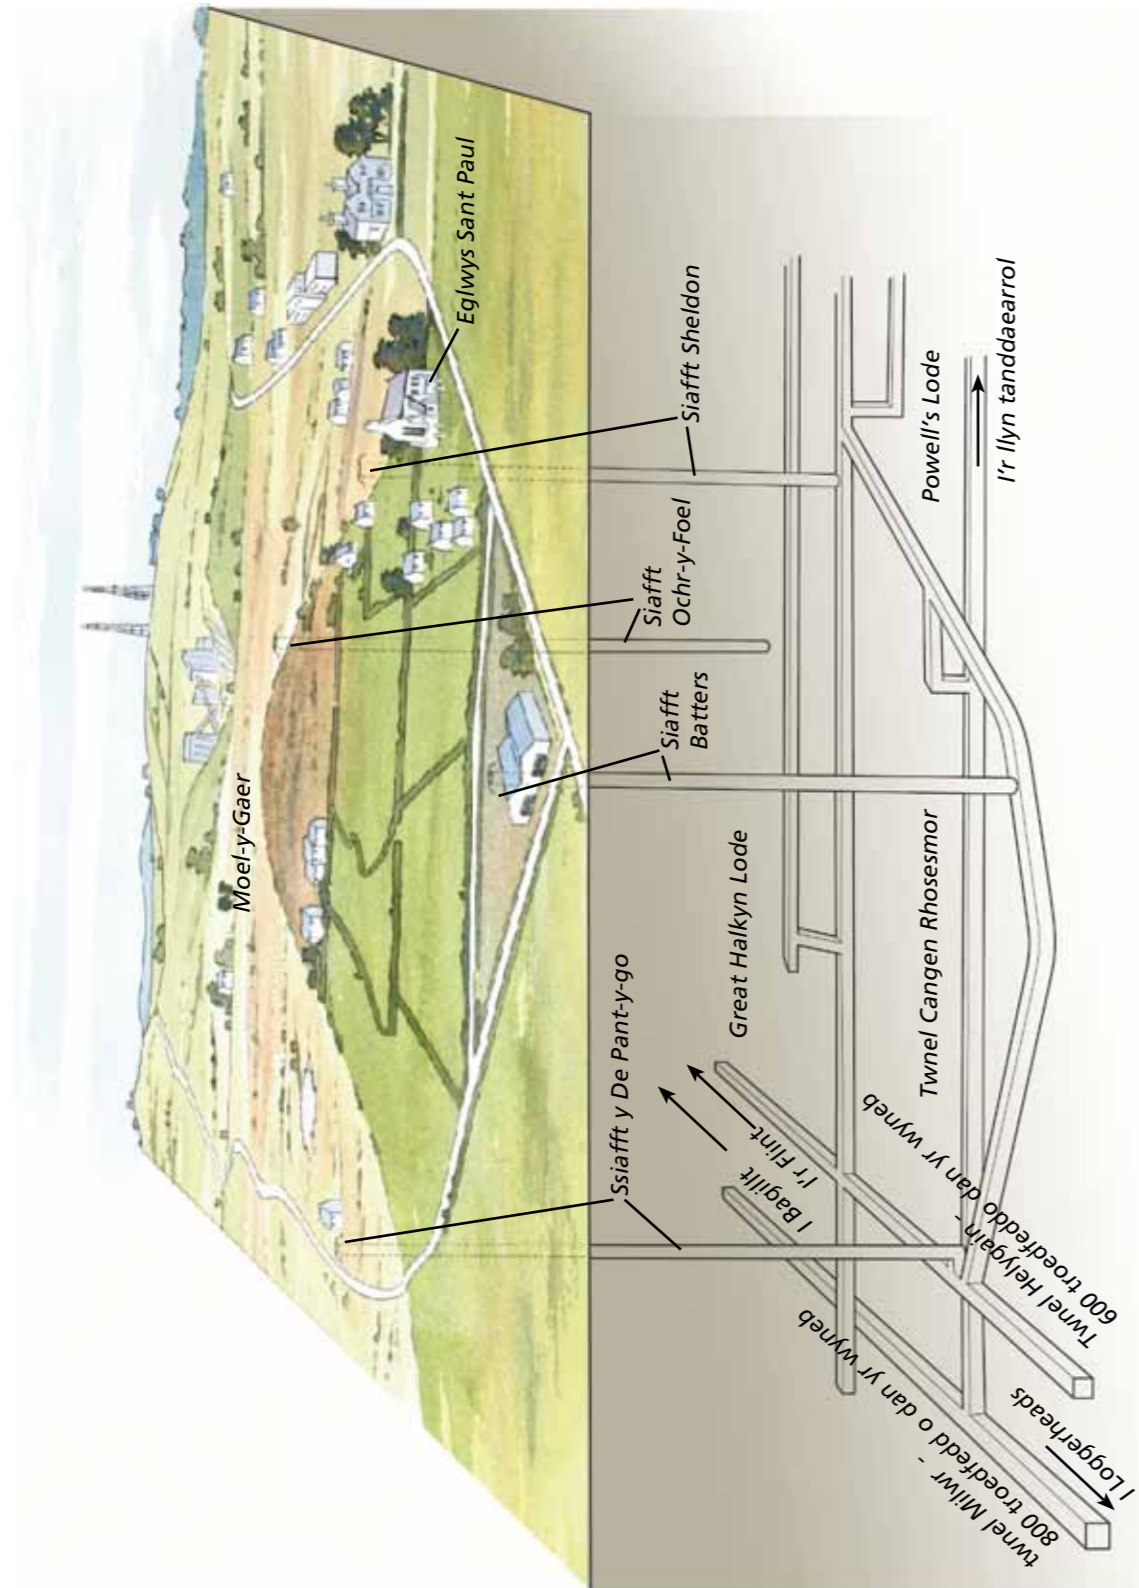 Eglwys Sant Paul
Moel-y-Gaer
Siafft Sheldon
Siafft
Ochr-y-Foel
Siafft
Batters
Ssiafft y De Pant-y-go
Powell's Lode
I'r llyn tanddaearrol
Great Halkyn Lode
Twnel Cangen Rhosesmor
I'r Flint
I Bagillt
Twnel Helygain -
600 troedfeddo dan yr wyneb
twnel Milwr -
800 troedfedd o dan yr wyneb
I Loggerheads